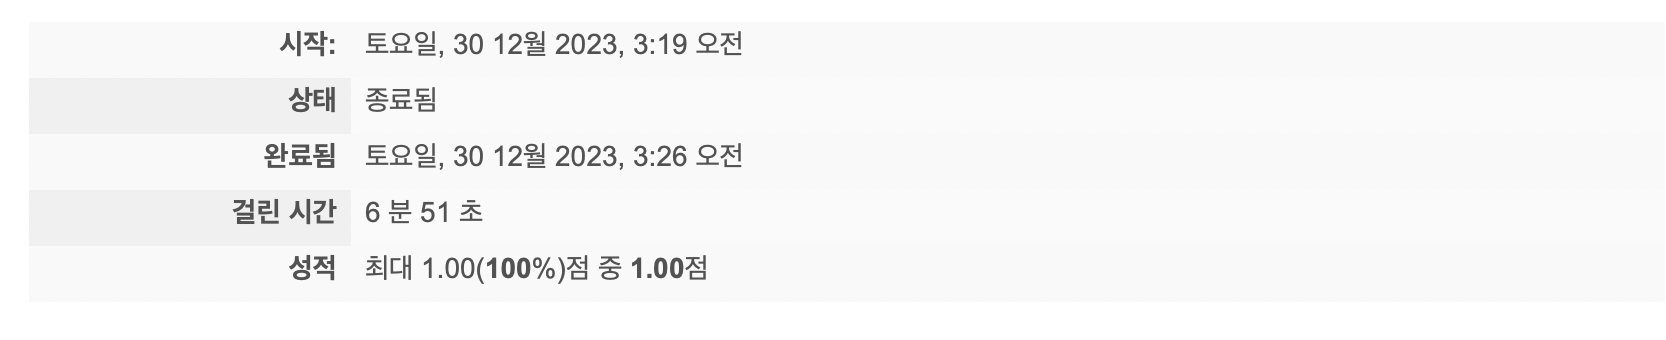 시작: 토요일, 30 12월 2023, 3:19 오전
상태 종료됨
완료됨 토요일, 30 12월 2023, 3:26 오전
걸린 시간 6 분 51 초
성적 최대 1.00(100%)점 중 1.00점